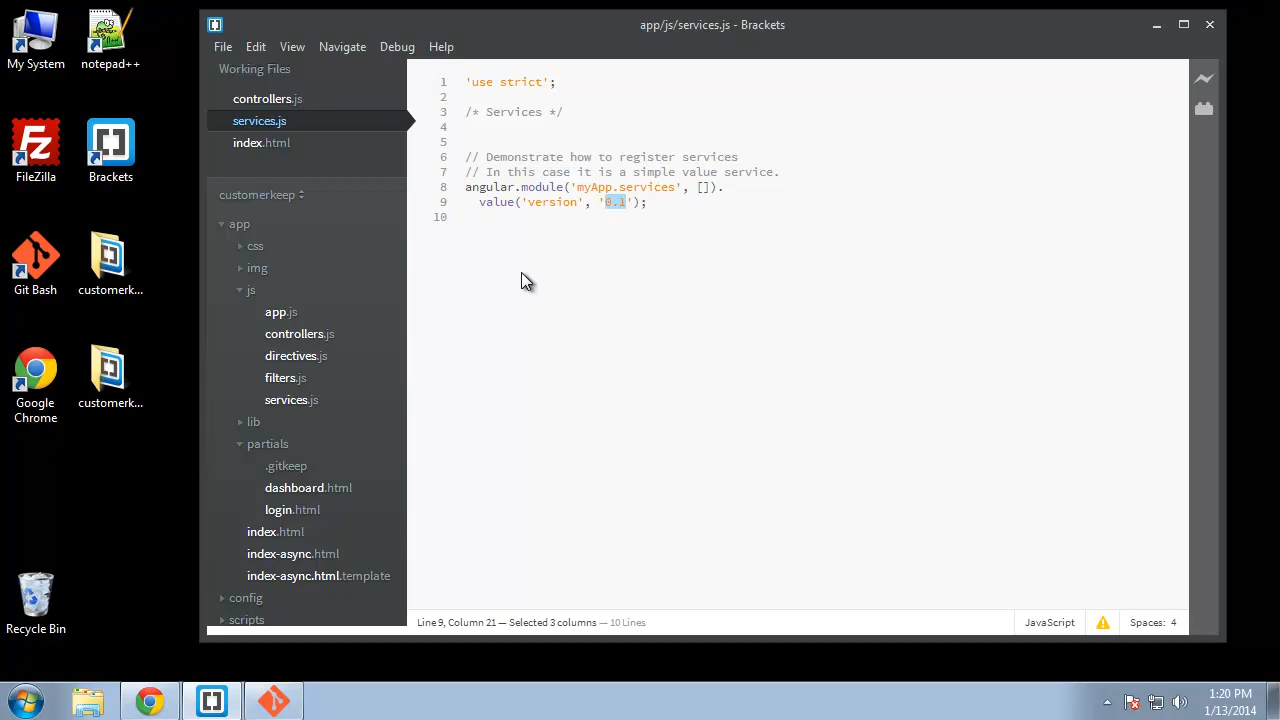 My System
notepad++
FileZilla
Brackets
Git Bash
customerk...
Google
Chrome
customerk...
Recycle Bin
app/js/services.js - Brackets
File Edit View Navigate Debug Help
Working Files
controllers.js
services.js
index.html
customerkeep
app
css
img
js
app.js
controllers.js
directives.js
filters.js
services.js
lib
partials
.gitkeep
dashboard.html
login.html
index.html
index-async.html
index-async.html.template
config
scripts
1 'use strict';
2
3 /* Services */
4
5
6 // Demonstrate how to register services
7 // In this case it is a simple value service.
8 angular.module('myApp.services', []).
9 value('version', '0.1');
10
Line 9, Column 21 — Selected 3 columns — 10 Lines
JavaScript
Spaces: 4
1:20 PM
1/13/2014